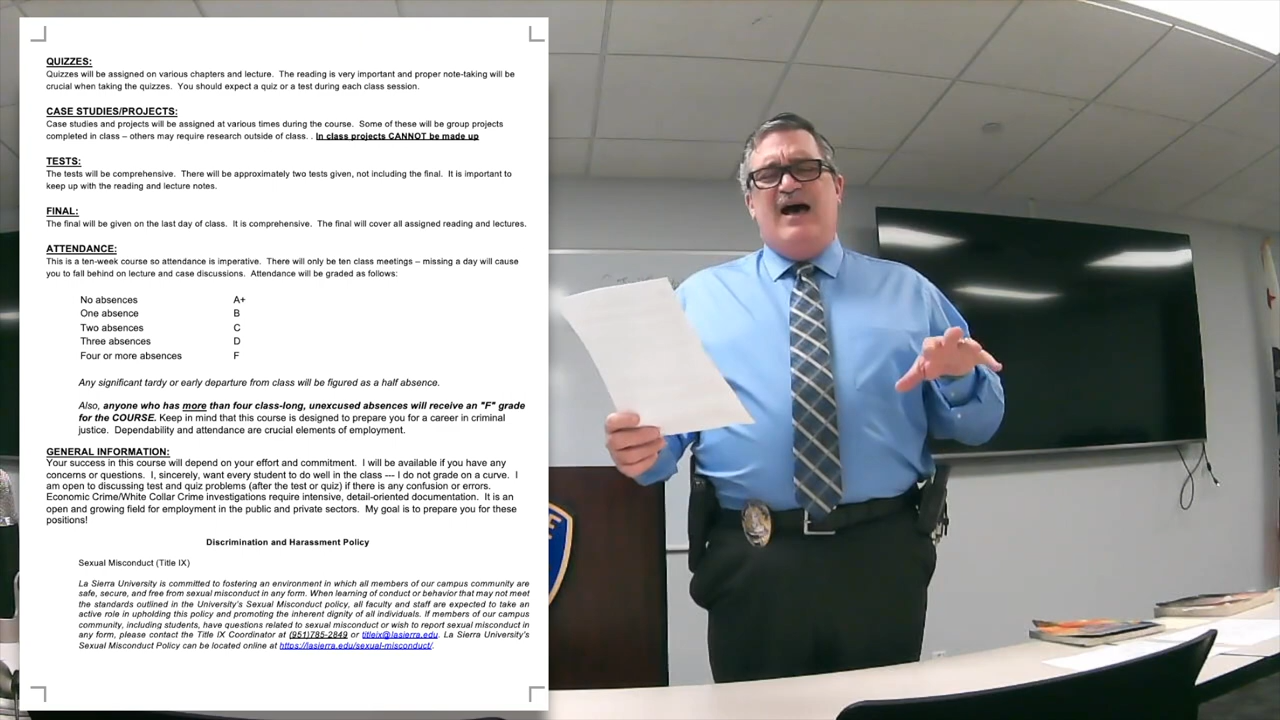 QUIZZES:
Quizzes will be assigned on various chapters and lecture. The reading is very important and proper note-taking will be
crucial when taking the quizzes. You should expect a quiz or a test during each class session.
CASE STUDIES/PROJECTS:
Case studies and projects will be assigned at various times during the course. Some of these will be group projects
completed in class – others may require research outside of class. . In class projects CANNOT be made up
TESTS:
The tests will be comprehensive. There will be approximately two tests given, not including the final. It is important to
keep up with the reading and lecture notes.
FINAL:
The final will be given on the last day of class. It is comprehensive. The final will cover all assigned reading and lectures.
ATTENDANCE:
This is a ten-week course so attendance is imperative. There will only be ten class meetings – missing a day will cause
you to fall behind on lecture and case discussions. Attendance will be graded as follows:
No absences A+
One absence B
Two absences C
Three absences D
Four or more absences F
Any significant tardy or early departure from class will be figured as a half absence.
Also, anyone who has more than four class-long, unexcused absences will receive an "F" grade
for the COURSE. Keep in mind that this course is designed to prepare you for a career in criminal
justice. Dependability and attendance are crucial elements of employment.
GENERAL INFORMATION:
Your success in this course will depend on your effort and commitment. I will be available if you have any
concerns or questions. I, sincerely, want every student to do well in the class --- I do not grade on a curve. I
am open to discussing test and quiz problems (after the test or quiz) if there is any confusion or errors.
Economic Crime/White Collar Crime investigations require intensive, detail-oriented documentation. It is an
open and growing field for employment in the public and private sectors. My goal is to prepare you for these
positions!
Discrimination and Harassment Policy
Sexual Misconduct (Title IX)
La Sierra University is committed to fostering an environment in which all members of our campus community are
safe, secure, and free from sexual misconduct in any form. When learning of conduct or behavior that may not meet
the standards outlined in the University's Sexual Misconduct policy, all faculty and staff are expected to take an
active role in upholding this policy and promoting the inherent dignity of all individuals. If members of our campus
community, including students, have questions related to sexual misconduct or wish to report sexual misconduct in
any form, please contact the Title IX Coordinator at (951)785-2849 or titleix@lasierra.edu. La Sierra University's
Sexual Misconduct Policy can be located online at https://lasierra.edu/sexual-misconduct/.